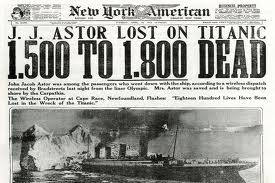 New York American
J. J. ASTOR LOST ON TITANIC
1,500 TO 1,800 DEAD
John Jacob Astor was among the passengers who went down with the ship, according to a wireless dispatch
received by Bradstreets last night from the liner Olympic. Mrs. Astor was saved and is being brought to
shore by the Carpathia.
The Wireless Operator at Cape Race, Newfoundland, Flashes: "Eighteen Hundred Lives Have Been
Lost in the Wreck of the Titanic."